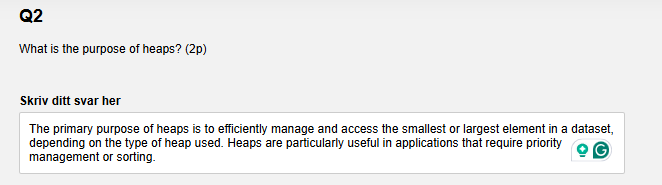 Q2
What is the purpose of heaps? (2p)
Skriv ditt svar her
The primary purpose of heaps is to efficiently manage and access the smallest or largest element in a dataset,
depending on the type of heap used. Heaps are particularly useful in applications that require priority
management or sorting.